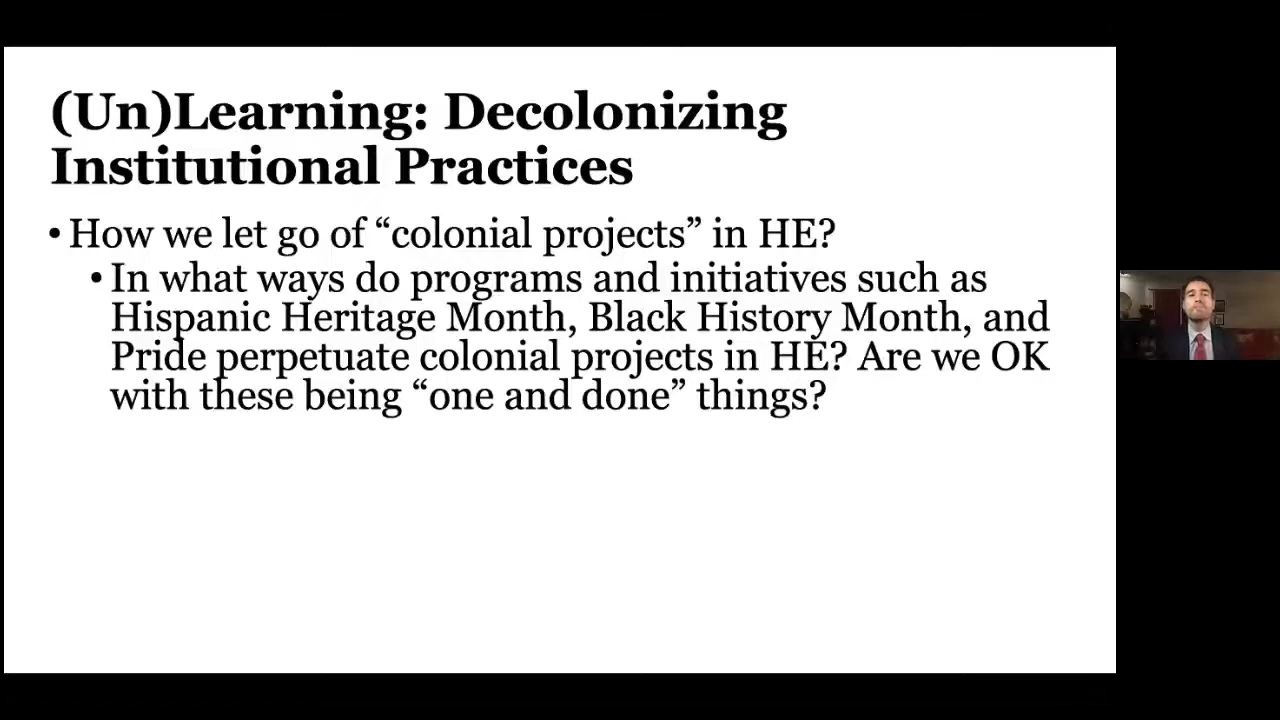 (Un)Learning: Decolonizing
Institutional Practices
• How we let go of “colonial projects” in HE?
• In what ways do programs and initiatives such as
Hispanic Heritage Month, Black History Month, and
Pride perpetuate colonial projects in HE? Are we OK
with these being “one and done” things?